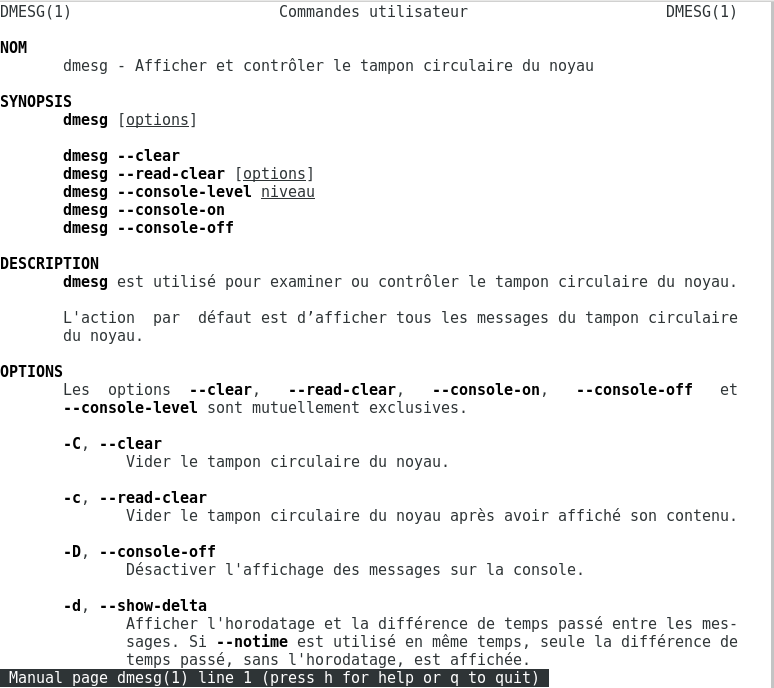 DMESG(1) Commandes utilisateur DMESG(1)
NOM
dmesg - Afficher et contrôler le tampon circulaire du noyau
SYNOPSIS
dmesg [options]
dmesg --clear
dmesg --read-clear [options]
dmesg --console-level niveau
dmesg --console-on
dmesg --console-off
DESCRIPTION
dmesg est utilisé pour examiner ou contrôler le tampon circulaire du noyau.
L'action par défaut est d’afficher tous les messages du tampon circulaire
du noyau.
OPTIONS
Les options --clear, --read-clear, --console-on, --console-off et
--console-level sont mutuellement exclusives.
-C, --clear
Vider le tampon circulaire du noyau.
-c, --read-clear
Vider le tampon circulaire du noyau après avoir affiché son contenu.
-D, --console-off
Désactiver l'affichage des messages sur la console.
-d, --show-delta
Afficher l'horodatage et la différence de temps passé entre les mes-
sages. Si --notime est utilisé en même temps, seule la différence de
temps passé, sans l'horodatage, est affichée.
Manual page dmesg(1) line 1 (press h for help or q to quit)